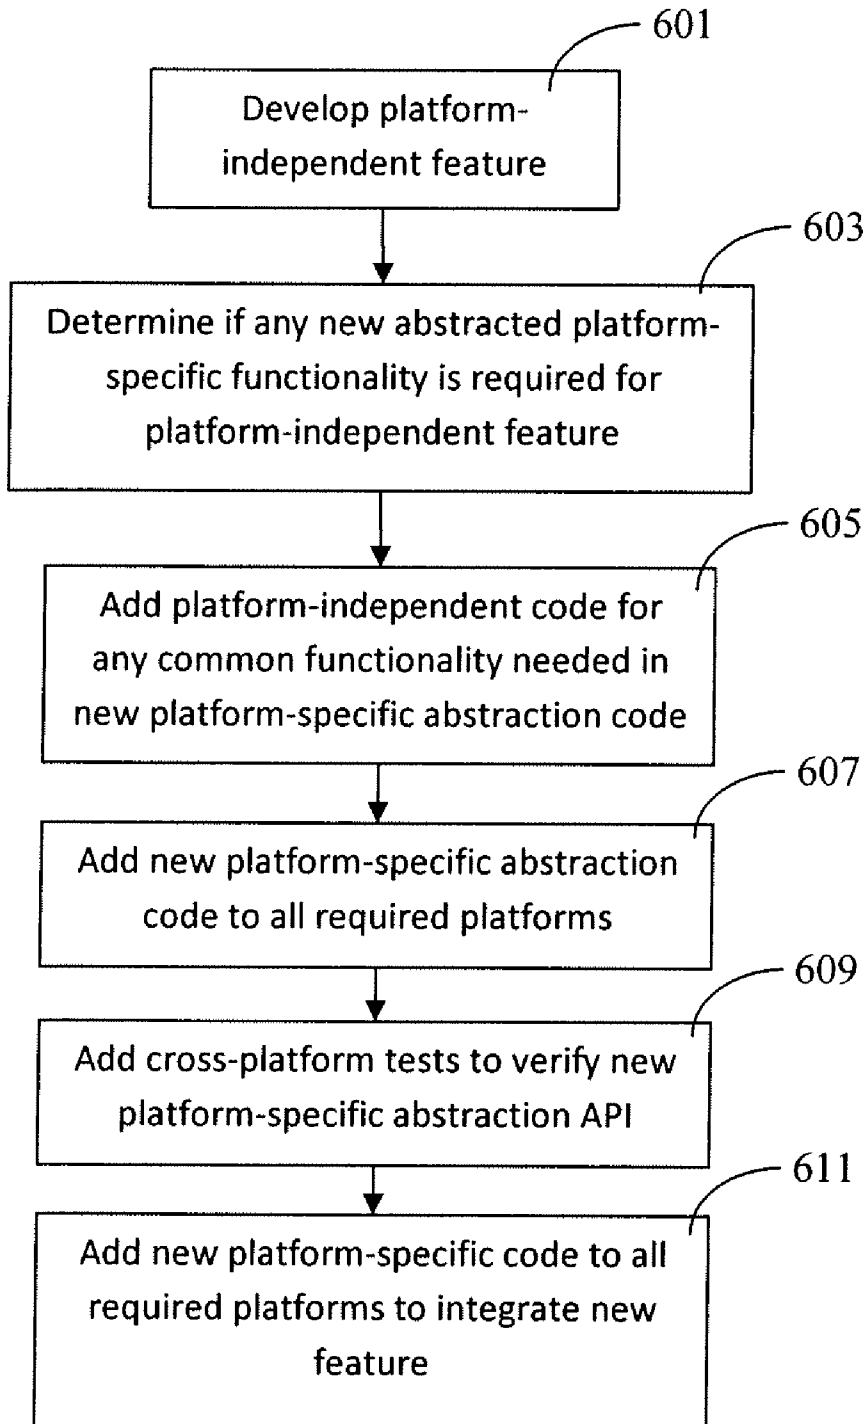 601
Develop platform-
independent feature
603
Determine if any new abstracted platform-
specific functionality is required for
platform-independent feature
605
Add platform-independent code for
any common functionality needed in
new platform-specific abstraction code
607
Add new platform-specific abstraction
code to all required platforms
609
Add cross-platform tests to verify new
platform-specific abstraction API
611
Add new platform-specific code to all
required platforms to integrate new
feature